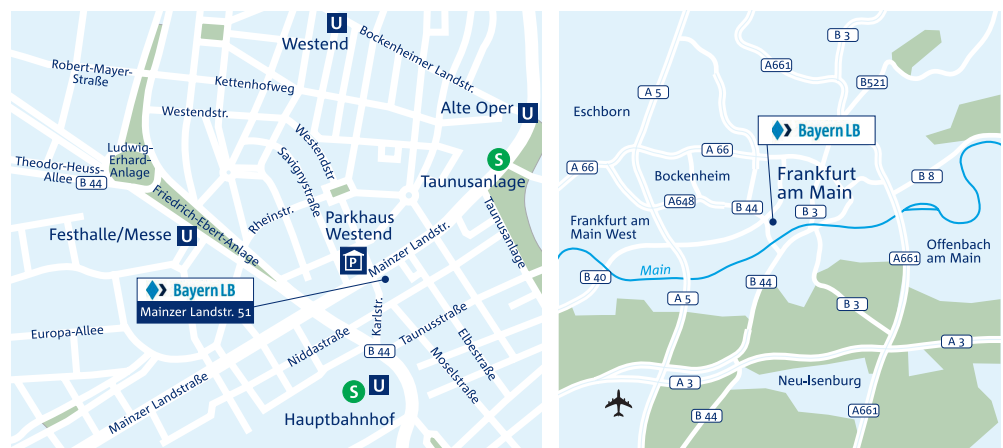 U
Westend
Bockenheimer Landstr.
Robert-Mayer-
Straße
Kettenhofweg
Westendstr.
Alte Oper U
Westendstr.
Savignystraße
S
Taunusanlage
Ludwig-
Erhard-
Anlage
Theodor-Heuss-
Allee B 44
Friedrich-Ebert-Anlage
Rheinstr.
Parkhaus
Westend
P
Mainzer Landstr.
Taunusanlage
Festhalle/Messe U
Bayern LB
Mainzer Landstr. 51
Europa-Allee
Karlstr.
Niddastraße
Taunusstraße
Elbestraße
Moselstraße
B 44
Mainzer Landstraße
S U
Hauptbahnhof
B 3
A661
B521
A 5
Eschborn
Bayern LB
A 66
A 66
Bockenheim
Frankfurt
am Main
B 8
A648
B 44
B 3
Frankfurt am
Main West
Offenbach
am Main
A661
Main
B 40
B 44
A 5
B 3
A 3
A 3
Neu-Isenburg
B 44
A661